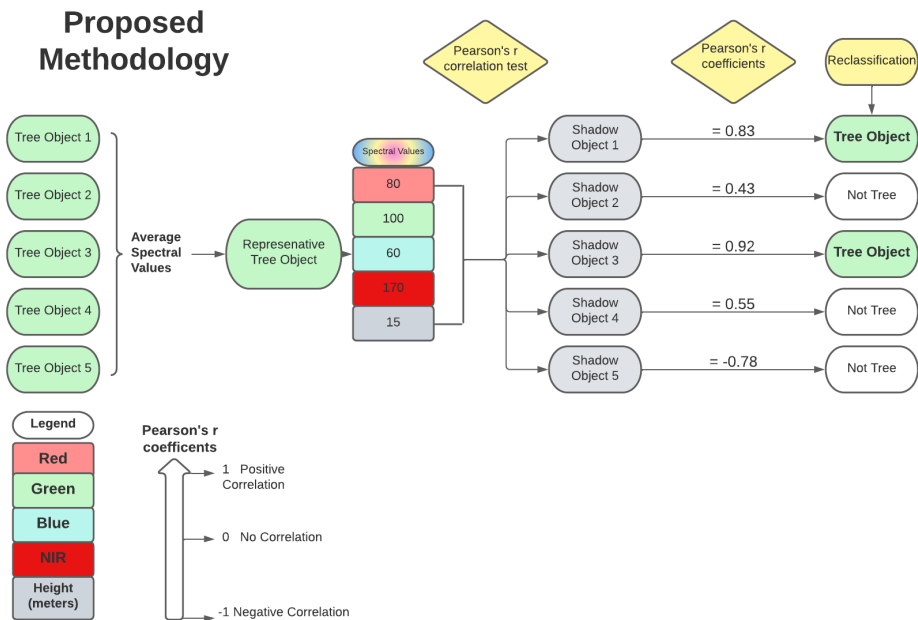 Proposed
Methodology
Pearson's r
correlation test
Pearson's r
coefficients
Reclassification
Tree Object 1
Tree Object 2
Tree Object 3
Tree Object 4
Tree Object 5
Average
Spectral
Values
Represenative
Tree Object
Spectral Values
80
100
60
170
15
Shadow
Object 1
= 0.83
Tree Object
Shadow
Object 2
= 0.43
Not Tree
Shadow
Object 3
= 0.92
Tree Object
Shadow
Object 4
= 0.55
Not Tree
Shadow
Object 5
= -0.78
Not Tree
Legend
Red
Green
Blue
NIR
Height
(meters)
Pearson's r
coefficents
1 Positive
Correlation
0 No Correlation
-1 Negative Correlation